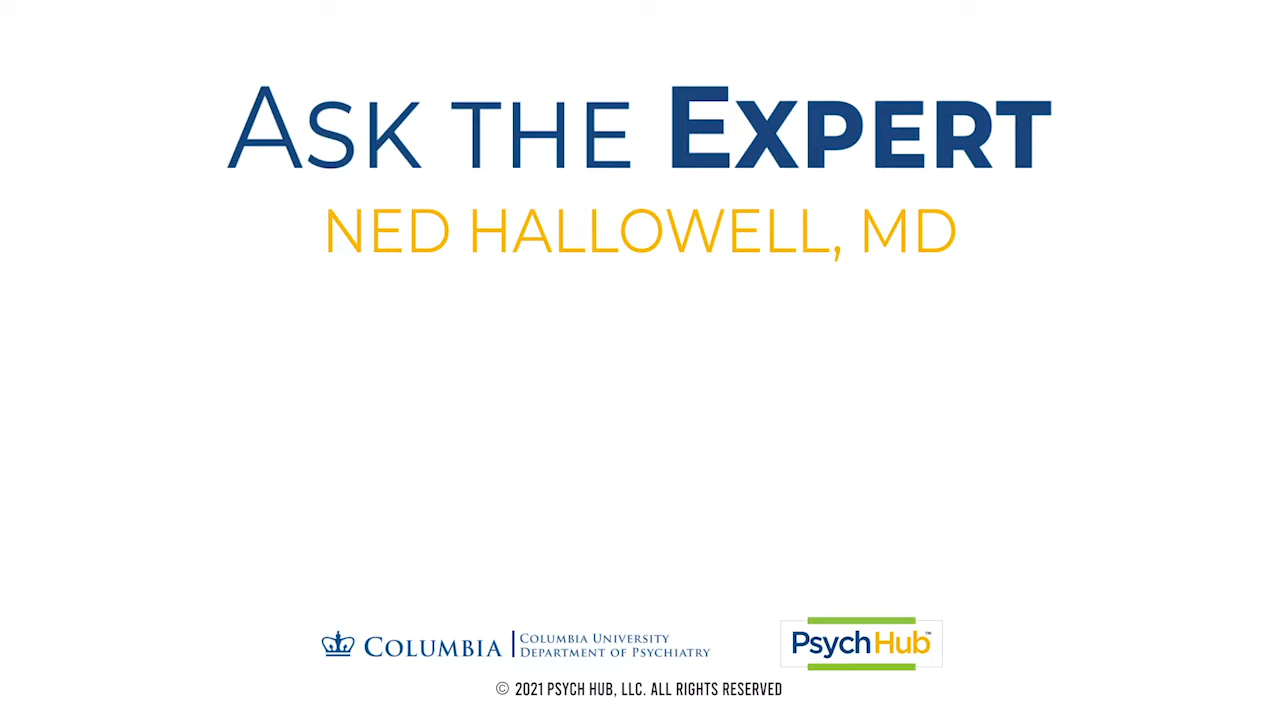 ASK THE EXPERT
NED HALLOWELL, MD
COLUMBIA
COLUMBIA UNIVERSITY
DEPARTMENT OF PSYCHIATRY
PsychHub™
© 2021 PSYCH HUB, LLC. ALL RIGHTS RESERVED